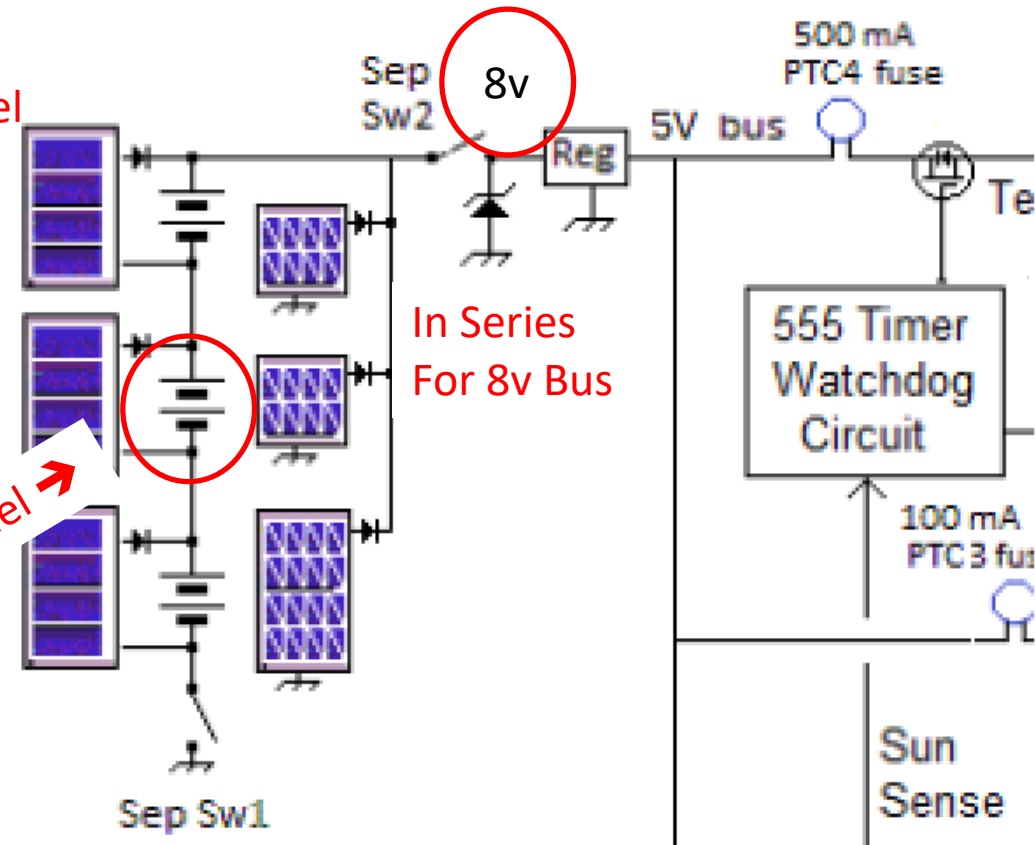 Sep
Sw2
8v
Reg
5V bus
500 mA
PTC4 fuse
In Series
For 8v Bus
555 Timer
Watchdog
Circuit
100 mA
PTC3
Sun
Sense
Sep Sw1